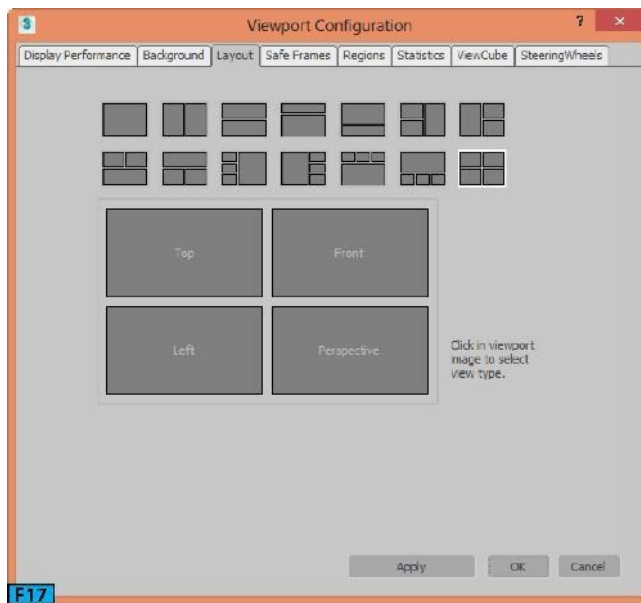 3
Viewport Configuration
?
Display Performance Background Layout Safe Frames Regions Statistics ViewCube SteeringWheels
Top Front
Left Perspective
Click in viewport
image to select
view type.
Apply OK Cancel
F17